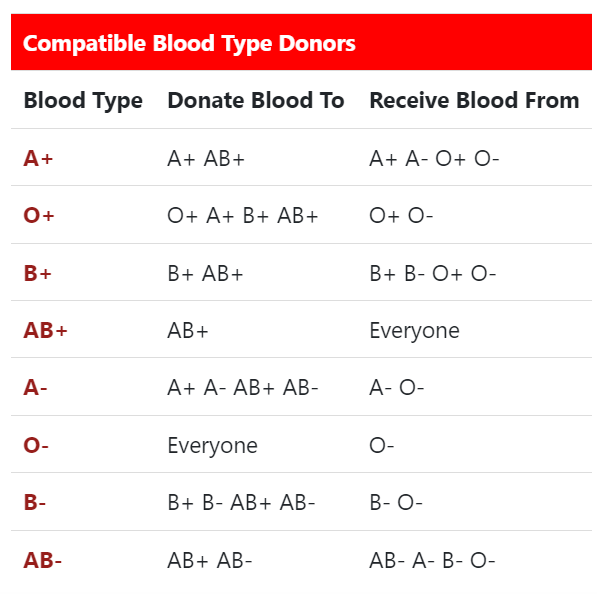 Compatible Blood Type Donors
Blood Type Donate Blood To Receive Blood From
A+ A+ AB+ A+ A- O+ O-
O+ O+ A+ B+ AB+ O+ O-
B+ B+ AB+ B+ B- O+ O-
AB+ AB+ Everyone
A- A+ A- AB+ AB- A- O-
O- Everyone O-
B- B+ B- AB+ AB- B- O-
AB- AB+ AB- AB- A- B- O-